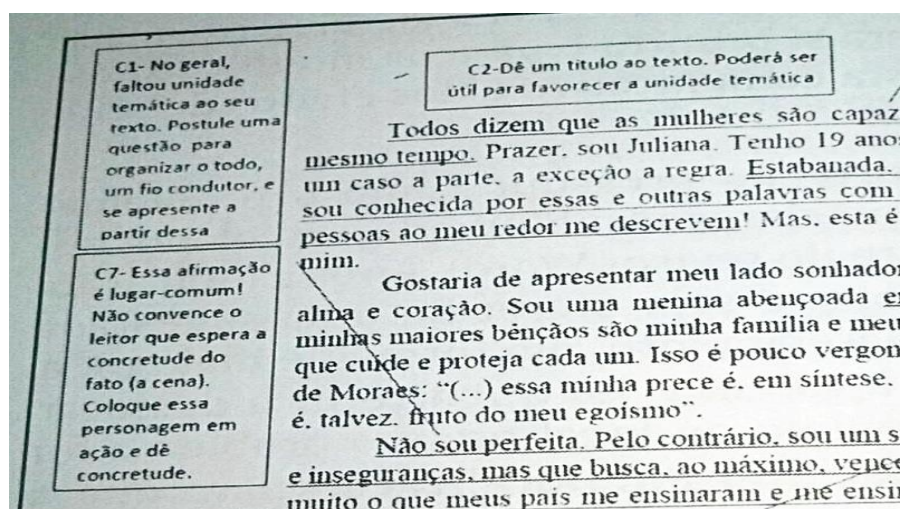 C1- No geral,
faltou unidade
temática ao seu
texto. Postule uma
questão para
organizar o todo,
um fio condutor, e
se apresente a
partir dessa
C2-Dê um titulo ao texto. Poderá ser
útil para favorecer a unidade temática
C7- Essa afirmação
é lugar-comum!
Não convence o
leitor que espera a
concretude do
fato (a cena).
Coloque essa
personagem em
ação e dê
concretude.
Todos dizem que as mulheres são capaz
mesmo tempo. Prazer, sou Juliana. Tenho 19 anos
um caso a parte, a exceção a regra. Estabanada,
sou conhecida por essas e outras palavras com
pessoas ao meu redor me descrevem! Mas, esta é
mim.
Gostaria de apresentar meu lado sonhador
alma e coração. Sou uma menina abençoada e
minhas maiores bênçãos são minha família e meu
que cuide e proteja cada um. Isso é pouco vergon
de Moraes: “(...) essa minha prece é, em síntese,
é, talvez, fruto do meu egoísmo”.
Não sou perfeita. Pelo contrário, sou um s
e inseguranças, mas que busca, ao máximo, vence
muito o que meus pais me ensinaram e me ensin